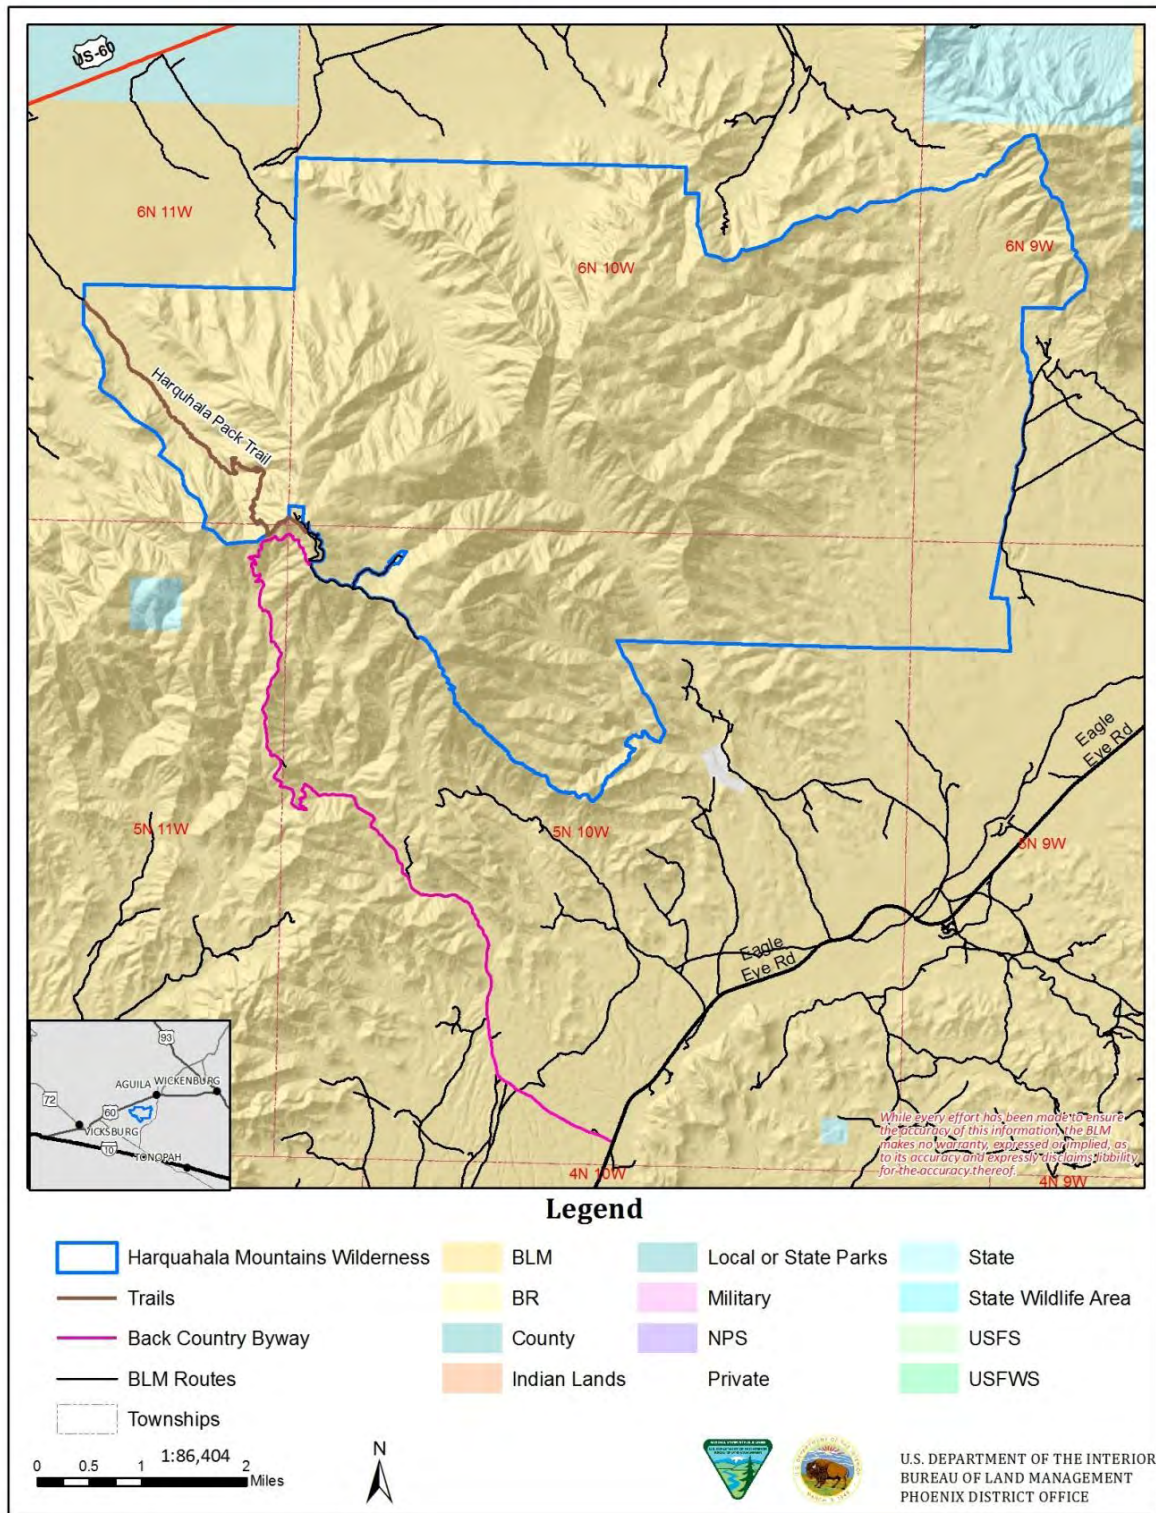 US-60
6N 11W
6N 10W
6N 9W
Harquhala Pack Trail
Eagle
Eye Rd
5N 11W
5N 10W
5N 9W
Eagle
Eye Rd
93
AGUILA
WICKENBURG
72
60
VICKSBURG
10
TONOPAH
While every effort has been made to ensure
the accuracy of this information, the BLM
makes no warranty, expressed or implied, as
to its accuracy and expressly disclaims liability
for the accuracy thereof.
4N 10W
4N 9W
Legend
Harquahala Mountains Wilderness
BLM
Local or State Parks
State
Trails
BR
Military
State Wildlife Area
Back Country Byway
County
NPS
USFS
BLM Routes
Indian Lands
Private
USFWS
Townships
1:86,404
0 0.5 1 2
Miles
N
U.S. DEPARTMENT OF THE INTERIOR
BUREAU OF LAND MANAGEMENT
PHOENIX DISTRICT OFFICE